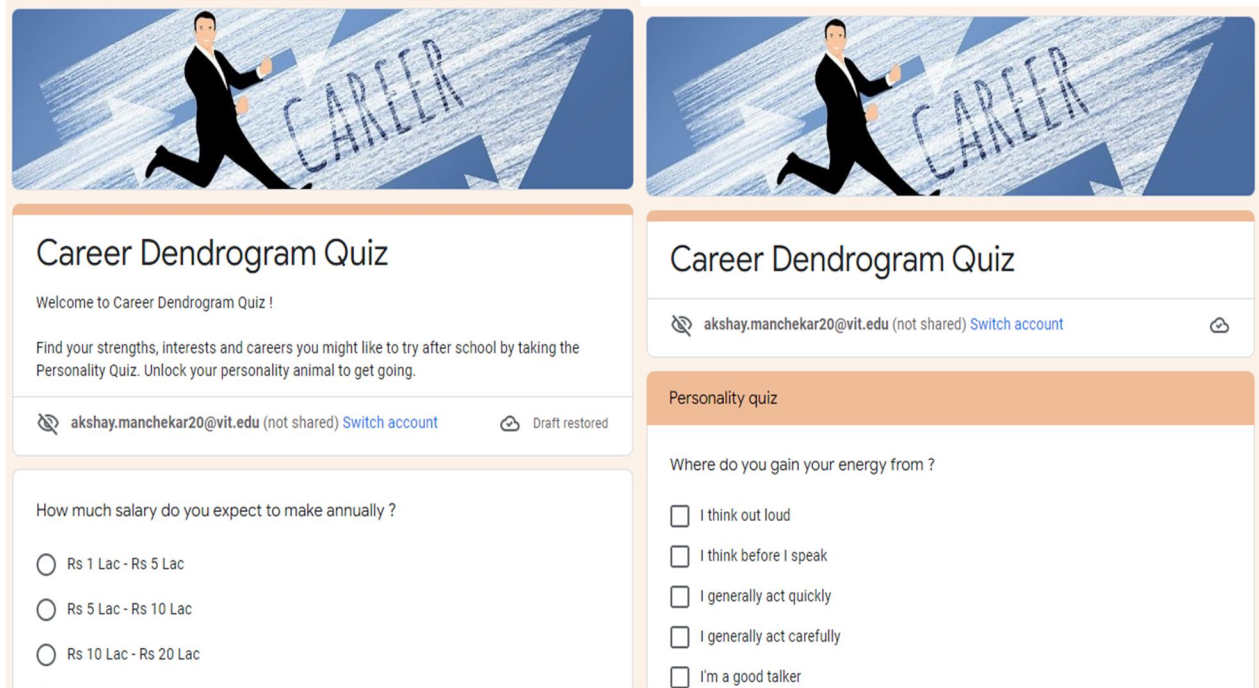 CAREER
Career Dendrogram Quiz
Welcome to Career Dendrogram Quiz !
Find your strengths, interests and careers you might like to try after school by taking the
Personality Quiz. Unlock your personality animal to get going.
akshay.manchekar20@vit.edu (not shared) Switch account
Draft restored
How much salary do you expect to make annually ?
Rs 1 Lac - Rs 5 Lac
Rs 5 Lac - Rs 10 Lac
Rs 10 Lac - Rs 20 Lac
CAREER
Career Dendrogram Quiz
akshay.manchekar20@vit.edu (not shared) Switch account
Personality quiz
Where do you gain your energy from ?
I think out loud
I think before I speak
I generally act quickly
I generally act carefully
I'm a good talker